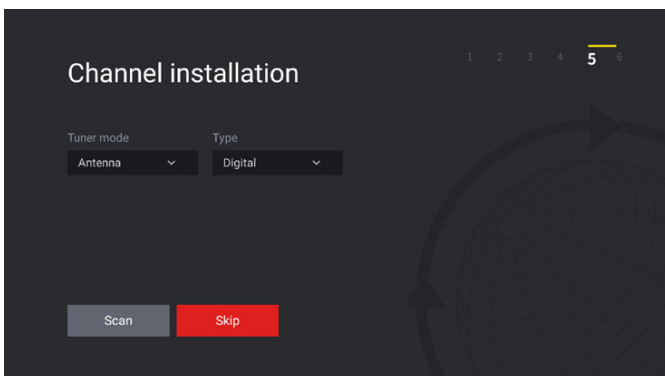 1 2 3 4 5 6
Channel installation
Tuner mode Type
Antenna Digital
Scan Skip